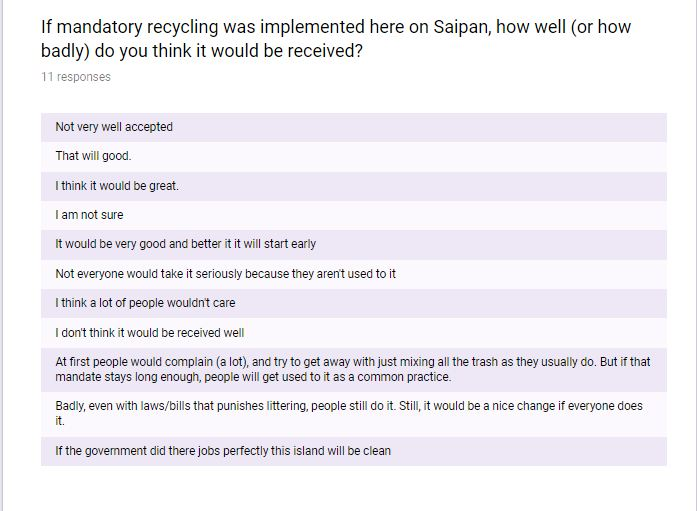 If mandatory recycling was implemented here on Saipan, how well (or how
badly) do you think it would be received?
11 responses
Not very well accepted
That will good.
I think it would be great.
I am not sure
It would be very good and better it it will start early
Not everyone would take it seriously because they aren't used to it
I think a lot of people wouldn't care
I don't think it would be received well
At first people would complain (a lot), and try to get away with just mixing all the trash as they usually do. But if that
mandate stays long enough, people will get used to it as a common practice.
Badly, even with laws/bills that punishes littering, people still do it. Still, it would be a nice change if everyone does
it.
If the government did there jobs perfectly this island will be clean